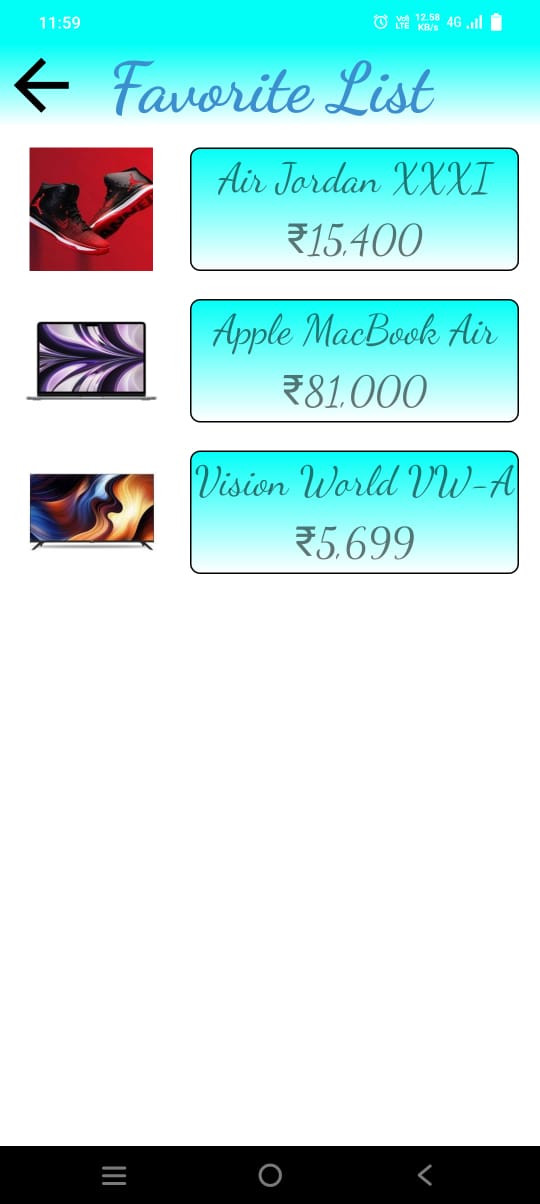 11:59
Vo)) LTE 12.58 KB/s 4G
Favorite List
Air Jordan XXXI
₹15,400
Apple MacBook Air
₹81,000
Vision World VW-A
₹5,699